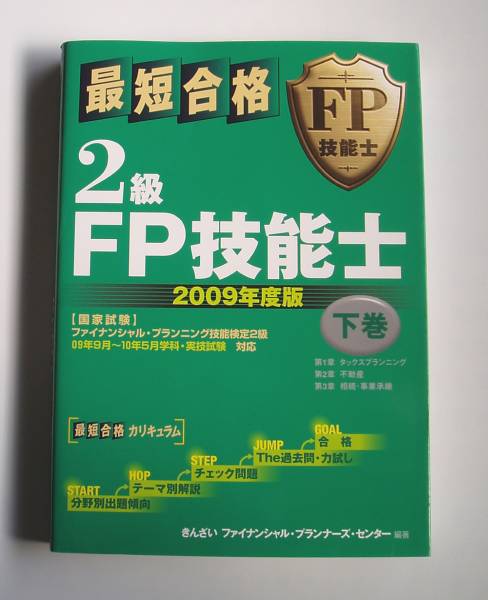 最短合格
FP
技能士
2級
FP技能士
2009年度版
【国家試験】
ファイナンシャル・プランニング技能検定2級
09年9月〜10年5月学科・実技試験 対応
下巻
第1章 タックスプランニング
第2章 不動産
第3章 相続・事業承継
[最短合格 カリキュラム]
GOAL
合格
JUMP
The過去問・力試し
STEP
チェック問題
HOP
テーマ別解説
START
分野別出題傾向
きんざい ファイナンシャル・プランナーズ・センター 編著